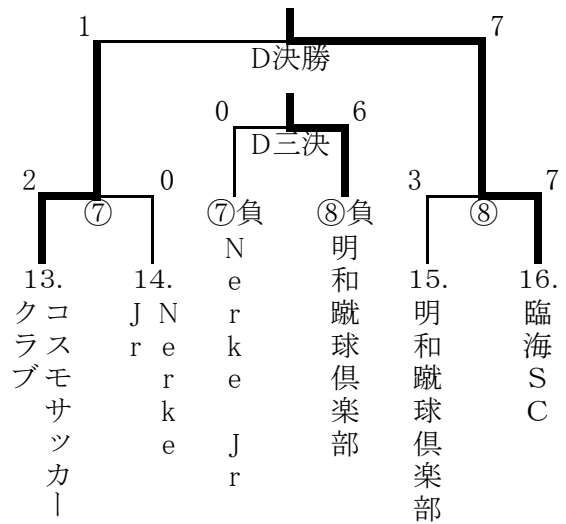 1
7
D決勝
0
6
D三決
2
0
3
7
⑦
⑦負
⑧負
⑧
Nerke Jr
明和蹴球倶楽部
13.
14.
15.
16.
コスモサッカー
クラブ
Nerke
Jr
明和蹴球倶楽部
臨海SC